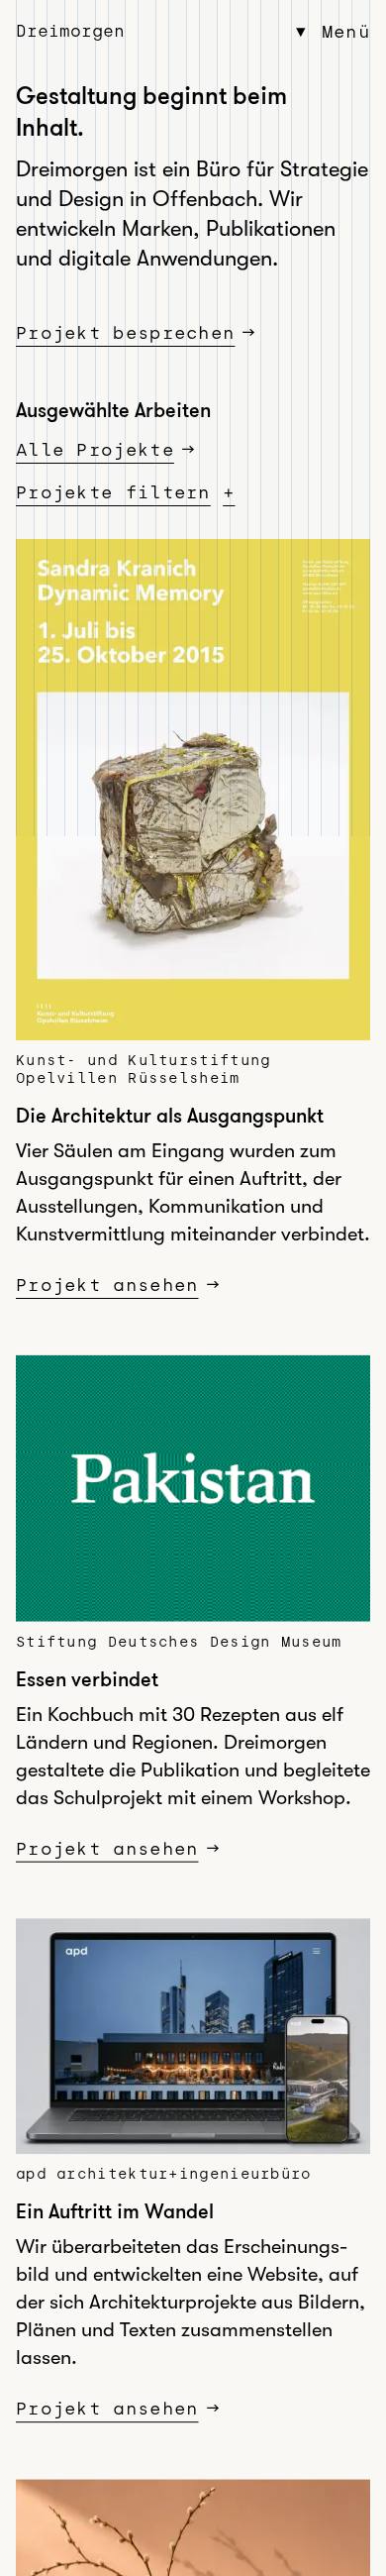 Dreimorgen
▼ Menü
Gestaltung beginnt beim
Inhalt.
Dreimorgen ist ein Büro für Strategie
und Design in Offenbach. Wir
entwickeln Marken, Publikationen
und digitale Anwendungen.
Projekt besprechen →
Ausgewählte Arbeiten
Alle Projekte →
Projekte filtern +
Sandra Kranich
Dynamic Memory
1. Juli bis
25. Oktober 2015
Kunst- und Kulturstiftung
Opelvillen Rüsselsheim
Kunst- und Kulturstiftung
Opelvillen Rüsselsheim
Die Architektur als Ausgangspunkt
Vier Säulen am Eingang wurden zum
Ausgangspunkt für einen Auftritt, der
Ausstellungen, Kommunikation und
Kunstvermittlung miteinander verbindet.
Projekt ansehen →
Pakistan
Stiftung Deutsches Design Museum
Essen verbindet
Ein Kochbuch mit 30 Rezepten aus elf
Ländern und Regionen. Dreimorgen
gestaltete die Publikation und begleitete
das Schulprojekt mit einem Workshop.
Projekt ansehen →
apd
apd architektur+ingenieurbüro
Ein Auftritt im Wandel
Wir überarbeiteten das Erscheinungs-
bild und entwickelten eine Website, auf
der sich Architekturprojekte aus Bildern,
Plänen und Texten zusammenstellen
lassen.
Projekt ansehen →